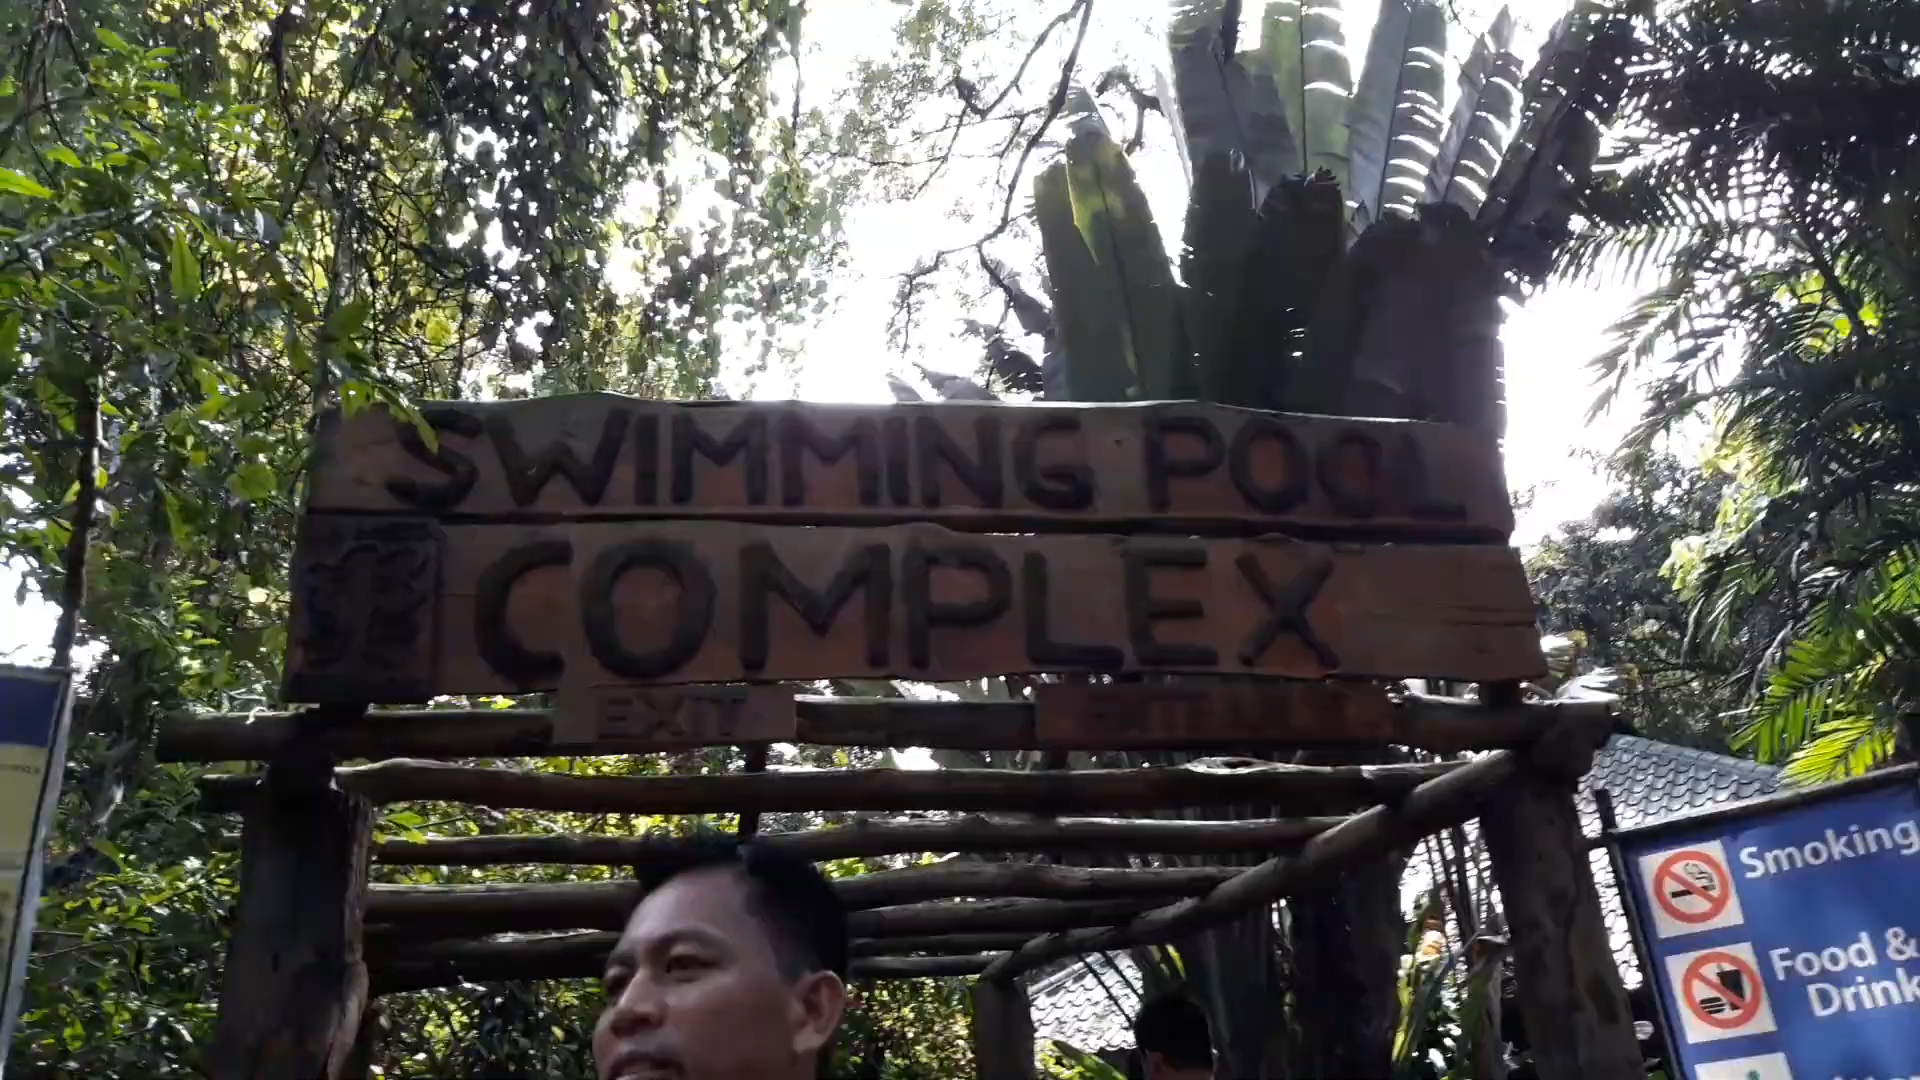 SWIMMING POOL
COMPLEX
EXIT
Smoking
Food &
Drink